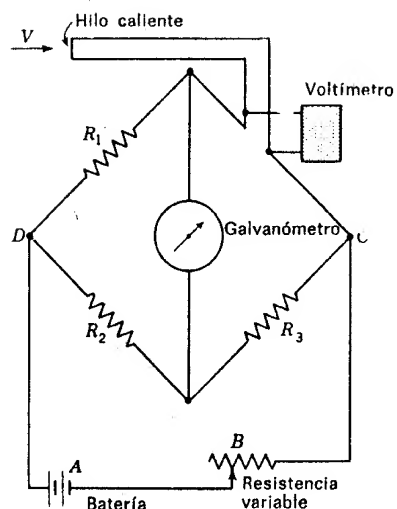 Hilo caliente
V
Voltímetro
R1
D
Galvanómetro
C
R2
R3
A
B
Batería
Resistencia
variable